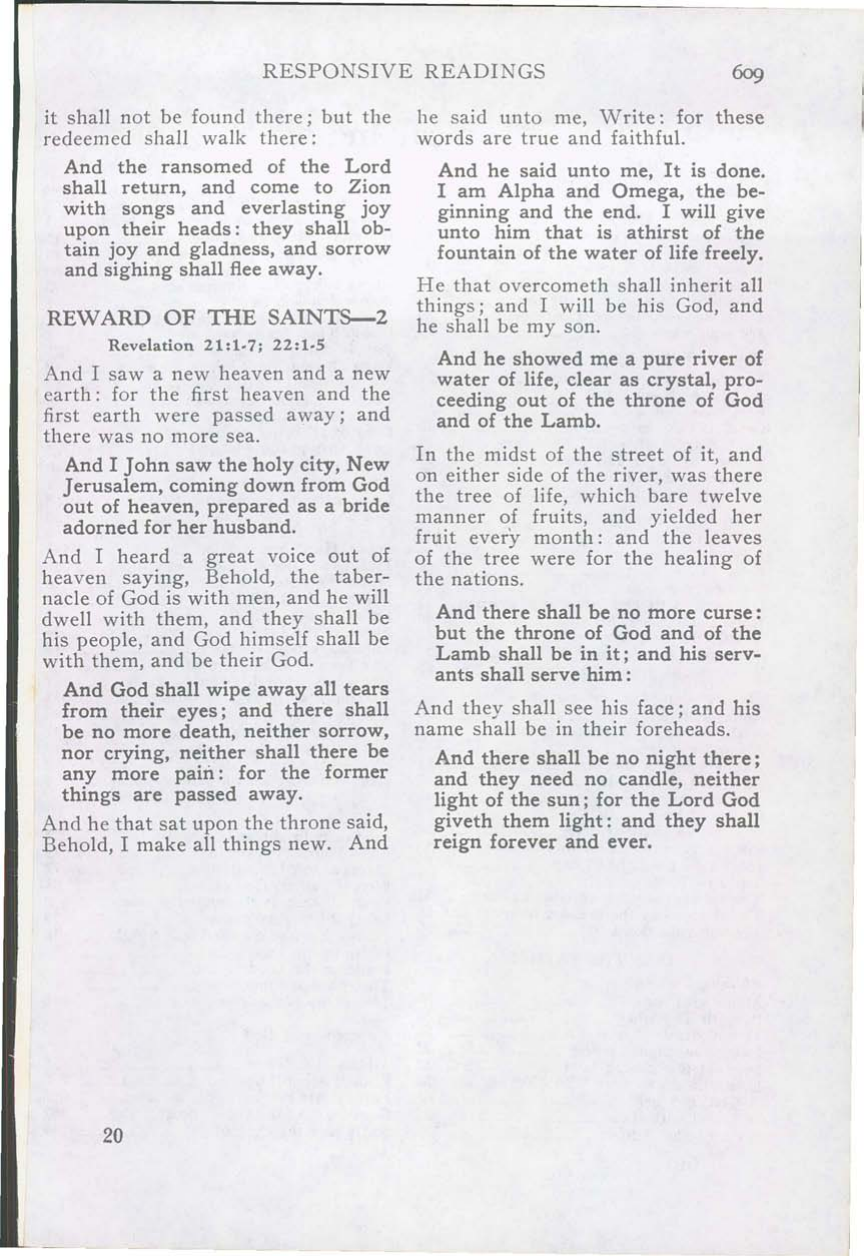 RESPONSIVE READINGS 609
it shall not be found there; but the
redeemed shall walk there:
And the ransomed of the Lord
shall return, and come to Zion
with songs and everlasting joy
upon their heads: they shall ob-
tain joy and gladness, and sorrow
and sighing shall flee away.
REWARD OF THE SAINTS—2
Revelation 21:1-7; 22:1-5
And I saw a new heaven and a new
earth: for the first heaven and the
first earth were passed away; and
there was no more sea.
And I John saw the holy city, New
Jerusalem, coming down from God
out of heaven, prepared as a bride
adorned for her husband.
And I heard a great voice out of
heaven saying, Behold, the taber-
nacle of God is with men, and he will
dwell with them, and they shall be
his people, and God himself shall be
with them, and be their God.
And God shall wipe away all tears
from their eyes; and there shall
be no more death, neither sorrow,
nor crying, neither shall there be
any more pain: for the former
things are passed away.
And he that sat upon the throne said,
Behold, I make all things new. And
he said unto me, Write: for these
words are true and faithful.
And he said unto me, It is done.
I am Alpha and Omega, the be-
ginning and the end. I will give
unto him that is athirst of the
fountain of the water of life freely.
He that overcometh shall inherit all
things; and I will be his God, and
he shall be my son.
And he showed me a pure river of
water of life, clear as crystal, pro-
ceeding out of the throne of God
and of the Lamb.
In the midst of the street of it, and
on either side of the river, was there
the tree of life, which bare twelve
manner of fruits, and yielded her
fruit every month: and the leaves
of the tree were for the healing of
the nations.
And there shall be no more curse:
but the throne of God and of the
Lamb shall be in it; and his serv-
ants shall serve him:
And they shall see his face; and his
name shall be in their foreheads.
And there shall be no night there;
and they need no candle, neither
light of the sun; for the Lord God
giveth them light: and they shall
reign forever and ever.
20